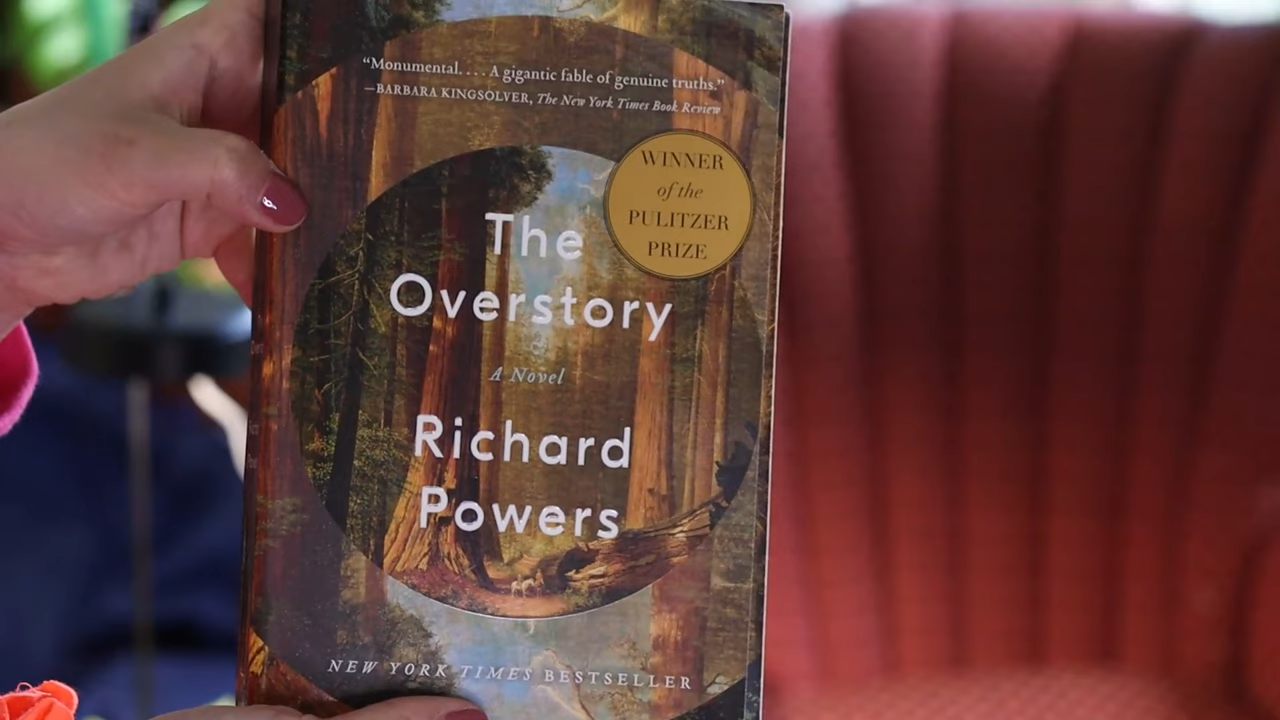 “Monumental. . . . A gigantic fable of genuine truths.”
—BARBARA KINGSOLVER, The New York Times Book Review
WINNER
of the
PULITZER
PRIZE
The
Overstory
A Novel
Richard
Powers
NEW YORK TIMES BESTSELLER